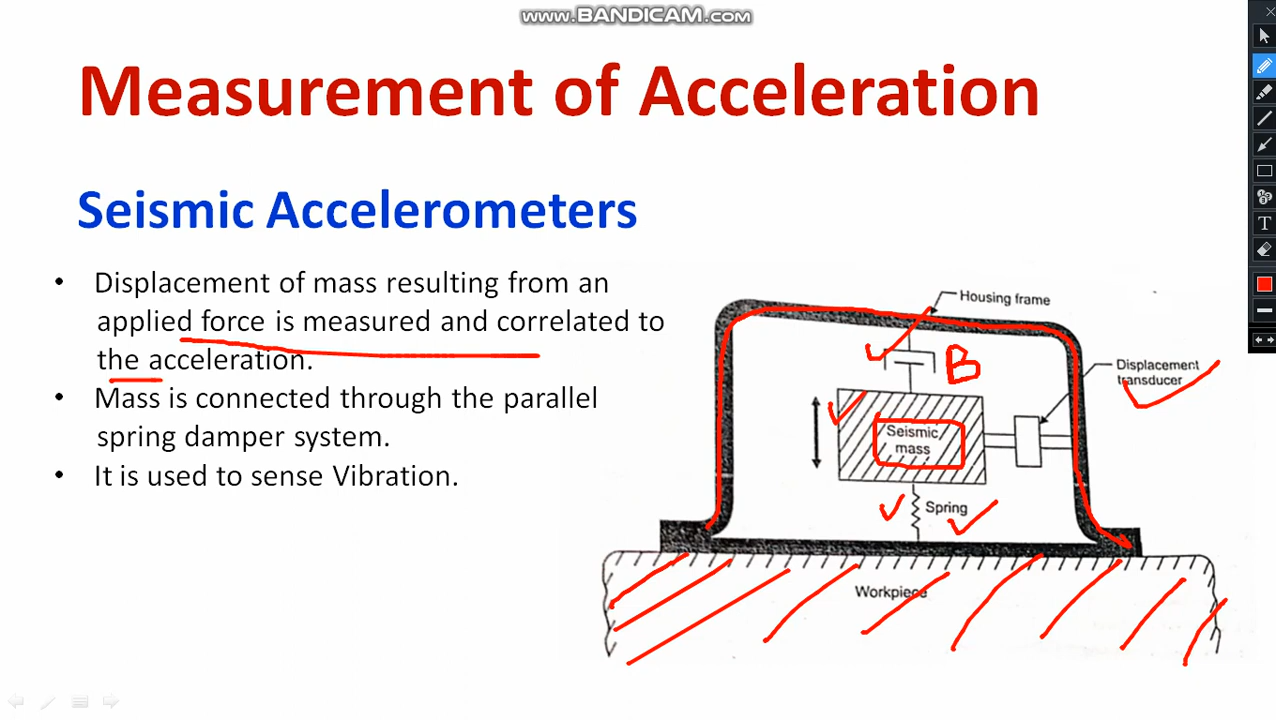 www.BANDICAM.com
Measurement of Acceleration
Seismic Accelerometers
• Displacement of mass resulting from an
applied force is measured and correlated to
the acceleration.
• Mass is connected through the parallel
spring damper system.
• It is used to sense Vibration.
Housing frame
B
Displacement
transducer
Seismic
mass
Spring
Workpiece
T